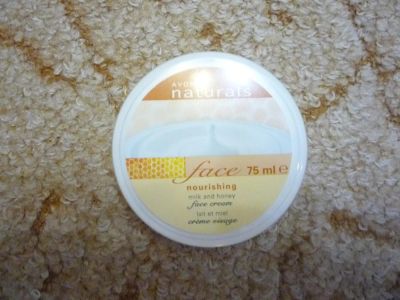 AVON
naturals
face 75 ml e
nourishing
milk and honey
face cream
lait et miel
crème visage